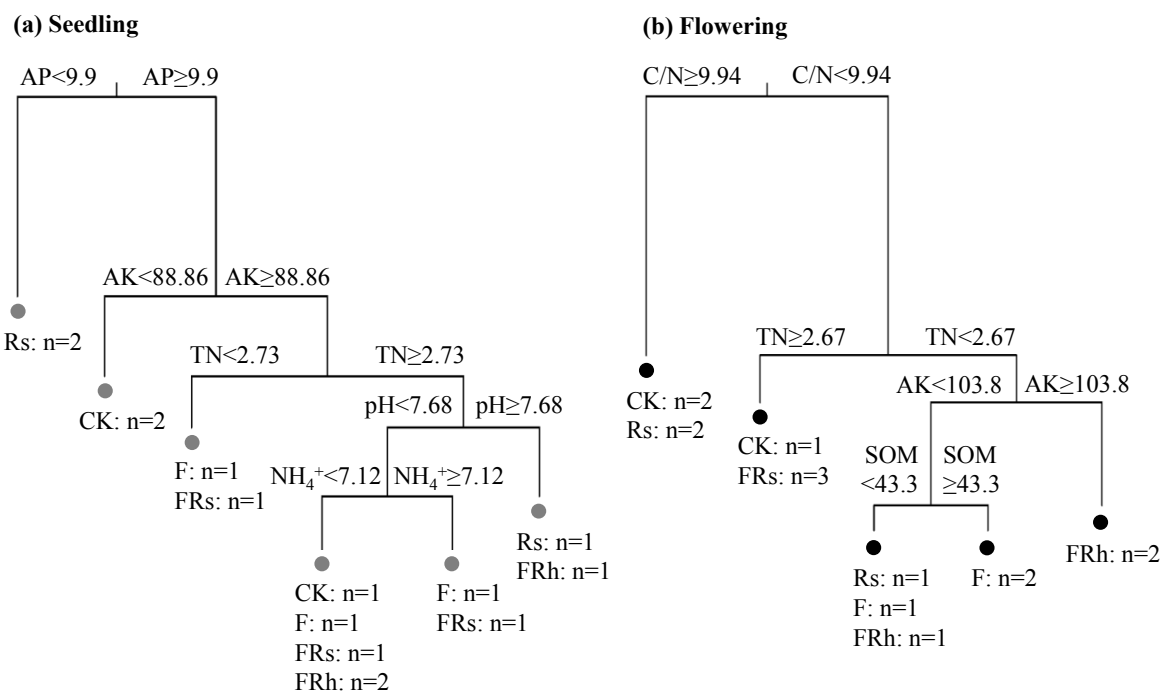 (a) Seedling
AP<9.9 AP≥9.9
AK<88.86 AK≥88.86
Rs: n=2
TN<2.73 TN≥2.73
CK: n=2
pH<7.68 pH≥7.68
F: n=1
FRs: n=1
NH₄⁺<7.12 NH₄⁺≥7.12
Rs: n=1
FRh: n=1
CK: n=1
F: n=1
FRs: n=1
FRh: n=2
F: n=1
FRs: n=1
(b) Flowering
C/N≥9.94 C/N<9.94
TN≥2.67 TN<2.67
CK: n=2
Rs: n=2
AK<103.8 AK≥103.8
CK: n=1
FRs: n=3
SOM
<43.3
SOM
≥43.3
FRh: n=2
Rs: n=1
F: n=1
FRh: n=1
F: n=2